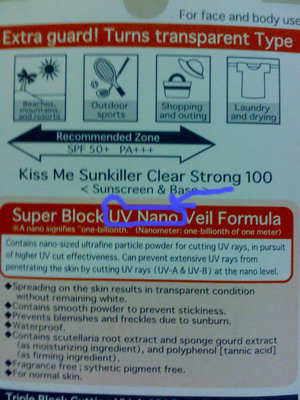 For face and body use
Extra guard! Turns transparent Type
Beaches, mountains, and resorts
Outdoor sports
Shopping and outing
Laundry and drying
Recommended Zone
SPF 50+ PA+++
Kiss Me Sunkiller Clear Strong 100
< Sunscreen & Base >
Super Block UV Nano Veil Formula
※A nano signifies "one-billionth. (Nanometer: one-billionth of one meter)
Contains nano-sized ultrafine particle powder for cutting UV rays, in pursuit
of higher UV cut effectiveness. Can prevent extensive UV rays from
penetrating the skin by cutting UV rays (UV-A & UV-B) at the nano level.
◆Spreading on the skin results in transparent condition
without remaining white.
◆Contains smooth powder to prevent stickiness.
◆Prevents blemishes and freckles due to sunburn.
◆Waterproof.
◆Contains scutellaria root extract and sponge gourd extract
(as moisturizing ingredient), and polyphenol [tannic acid]
(as firming ingredient).
◆Fragrance free ; sythetic pigment free.
◆For normal skin.